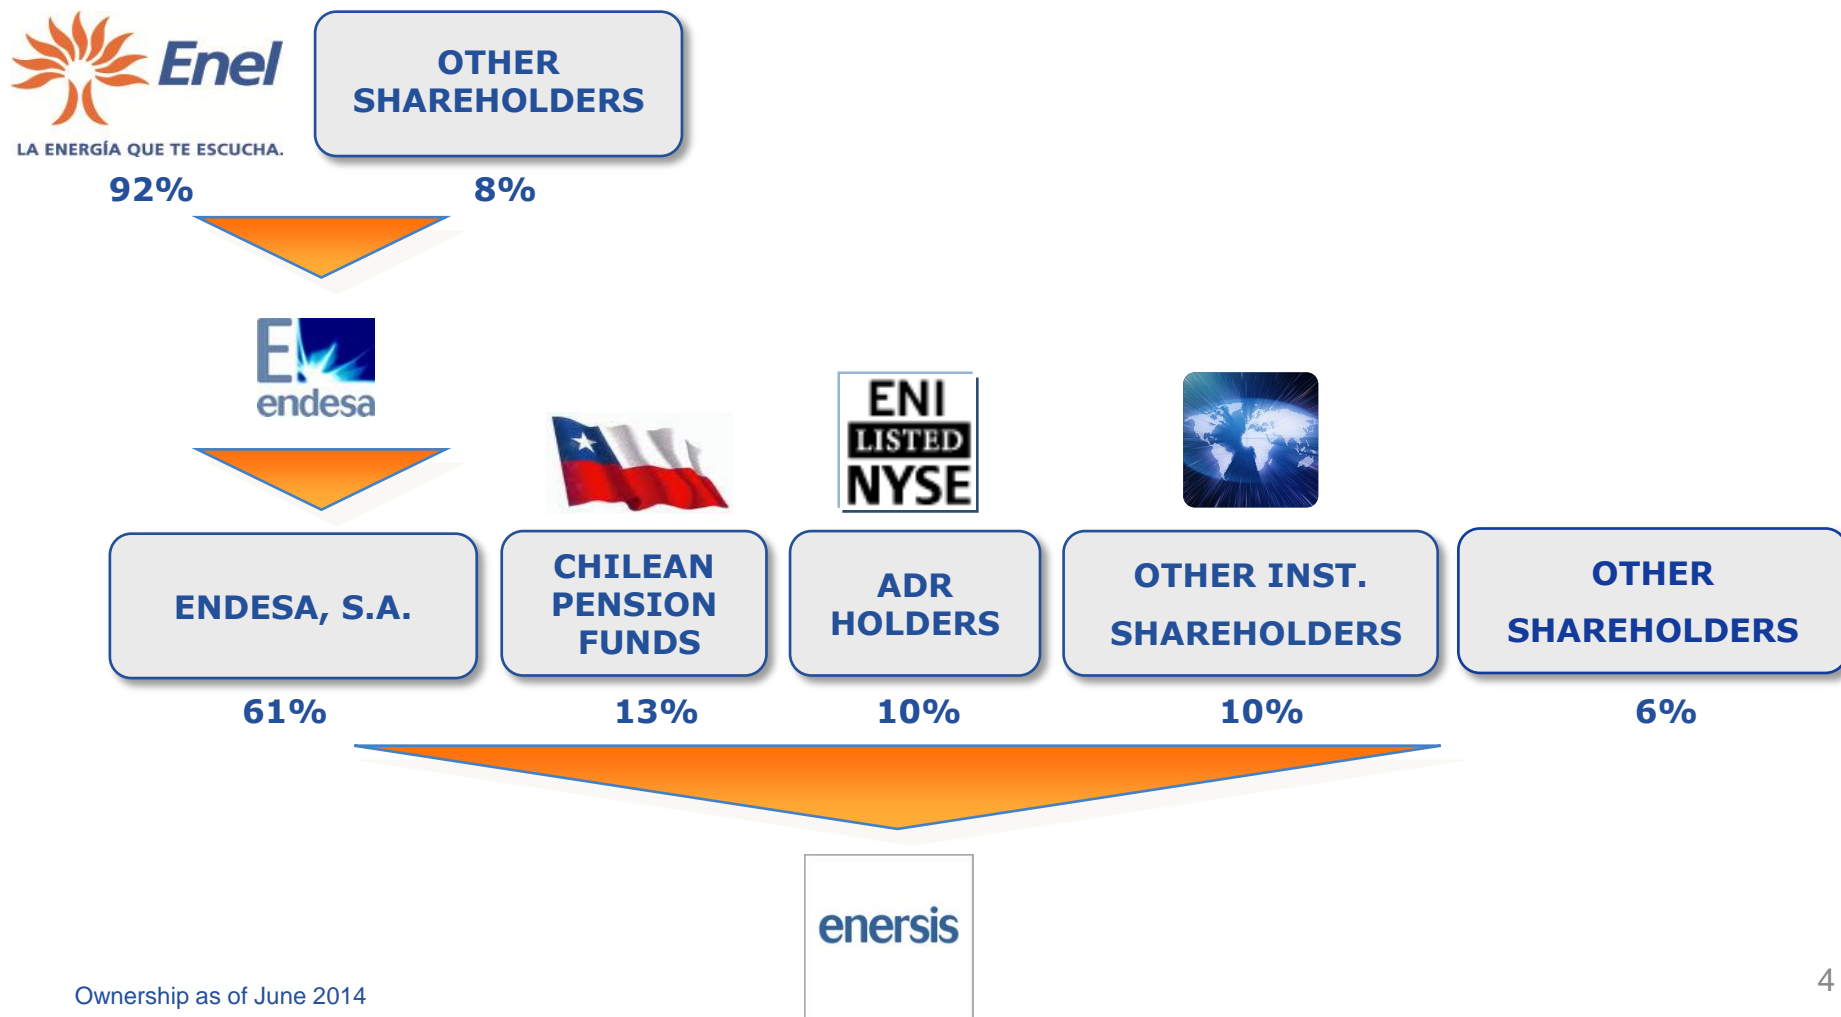 Enel
LA ENERGÍA QUE TE ESCUCHA.
OTHER
SHAREHOLDERS
92%
8%
E
endesa
ENI
LISTED
NYSE
ENDESA, S.A.
CHILEAN
PENSION
FUNDS
ADR
HOLDERS
OTHER INST.
SHAREHOLDERS
OTHER
SHAREHOLDERS
61%
13%
10%
10%
6%
enersis
Ownership as of June 2014
4